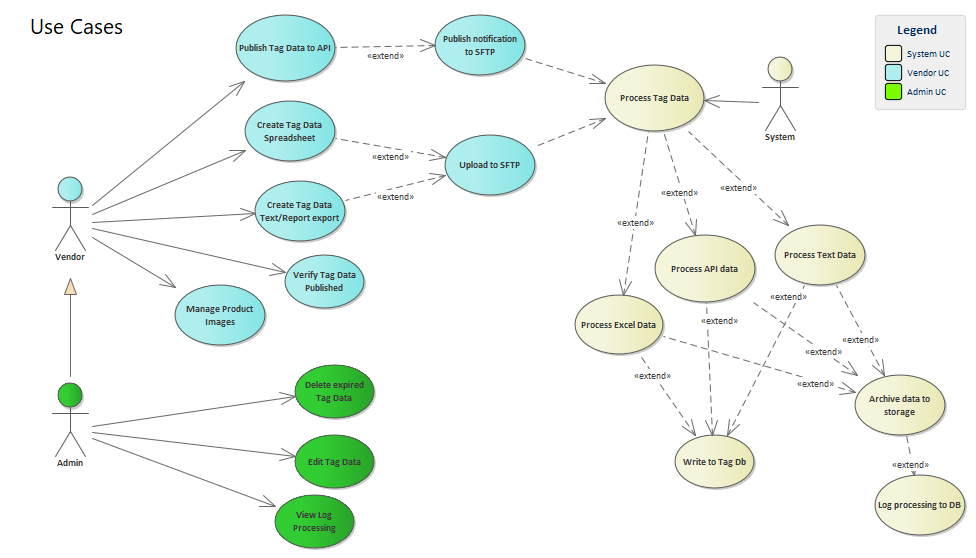 Use Cases
Legend
System UC
Vendor UC
Admin UC
Publish Tag Data to API
«extend»
Publish notification
to SFTP
Process Tag Data
System
Create Tag Data
Spreadsheet
«extend»
Upload to SFTP
Create Tag Data
Text/Report export
«extend»
Vendor
Verify Tag Data
Published
Manage Product
Images
«extend»
«extend»
«extend»
Process API data
Process Text Data
Process Excel Data
«extend»
«extend»
«extend»
«extend»
«extend»
«extend»
Archive data to
storage
Write to Tag Db
«extend»
Log processing to DB
Admin
Delete expired
Tag Data
Edit Tag Data
View Log
Processing